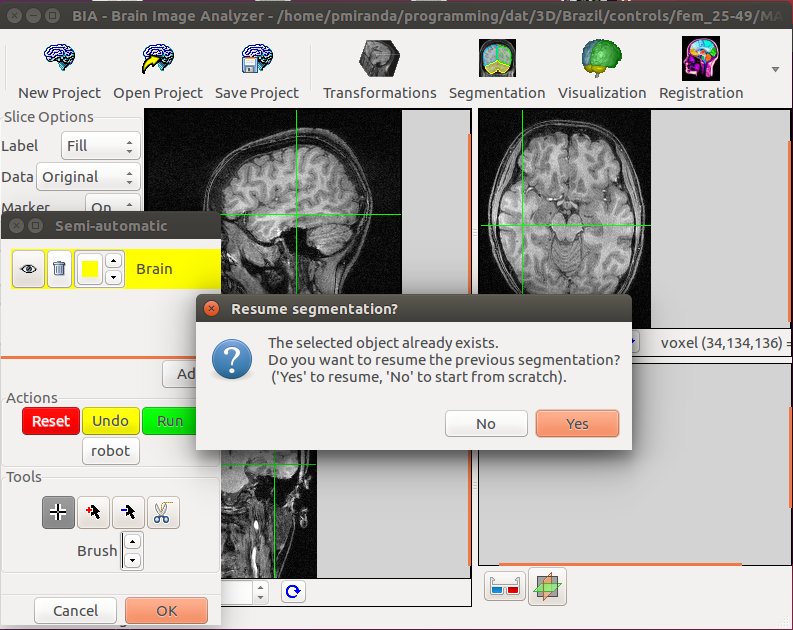 BIA - Brain Image Analyzer - /home/pmiranda/programming/dat/3D/Brazil/controls/fem_25-49/MA
New Project Open Project Save Project Transformations Segmentation Visualization Registration
Slice Options
Label Fill
Data Original
Marker On
Semi-automatic
Brain
Resume segmentation?
The selected object already exists.
Do you want to resume the previous segmentation?
('Yes' to resume, 'No' to start from scratch).
No Yes
voxel (34,134,136) =
Ad
Actions
Reset Undo Run
robot
Tools
Brush
Cancel OK